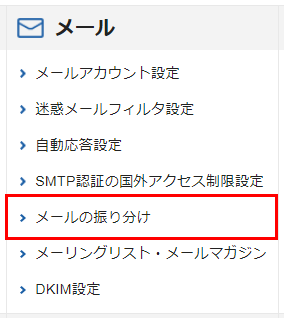 メール
メールアカウント設定
迷惑メールフィルタ設定
自動応答設定
SMTP認証の国外アクセス制限設定
メールの振り分け
メーリングリスト・メールマガジン
DKIM設定